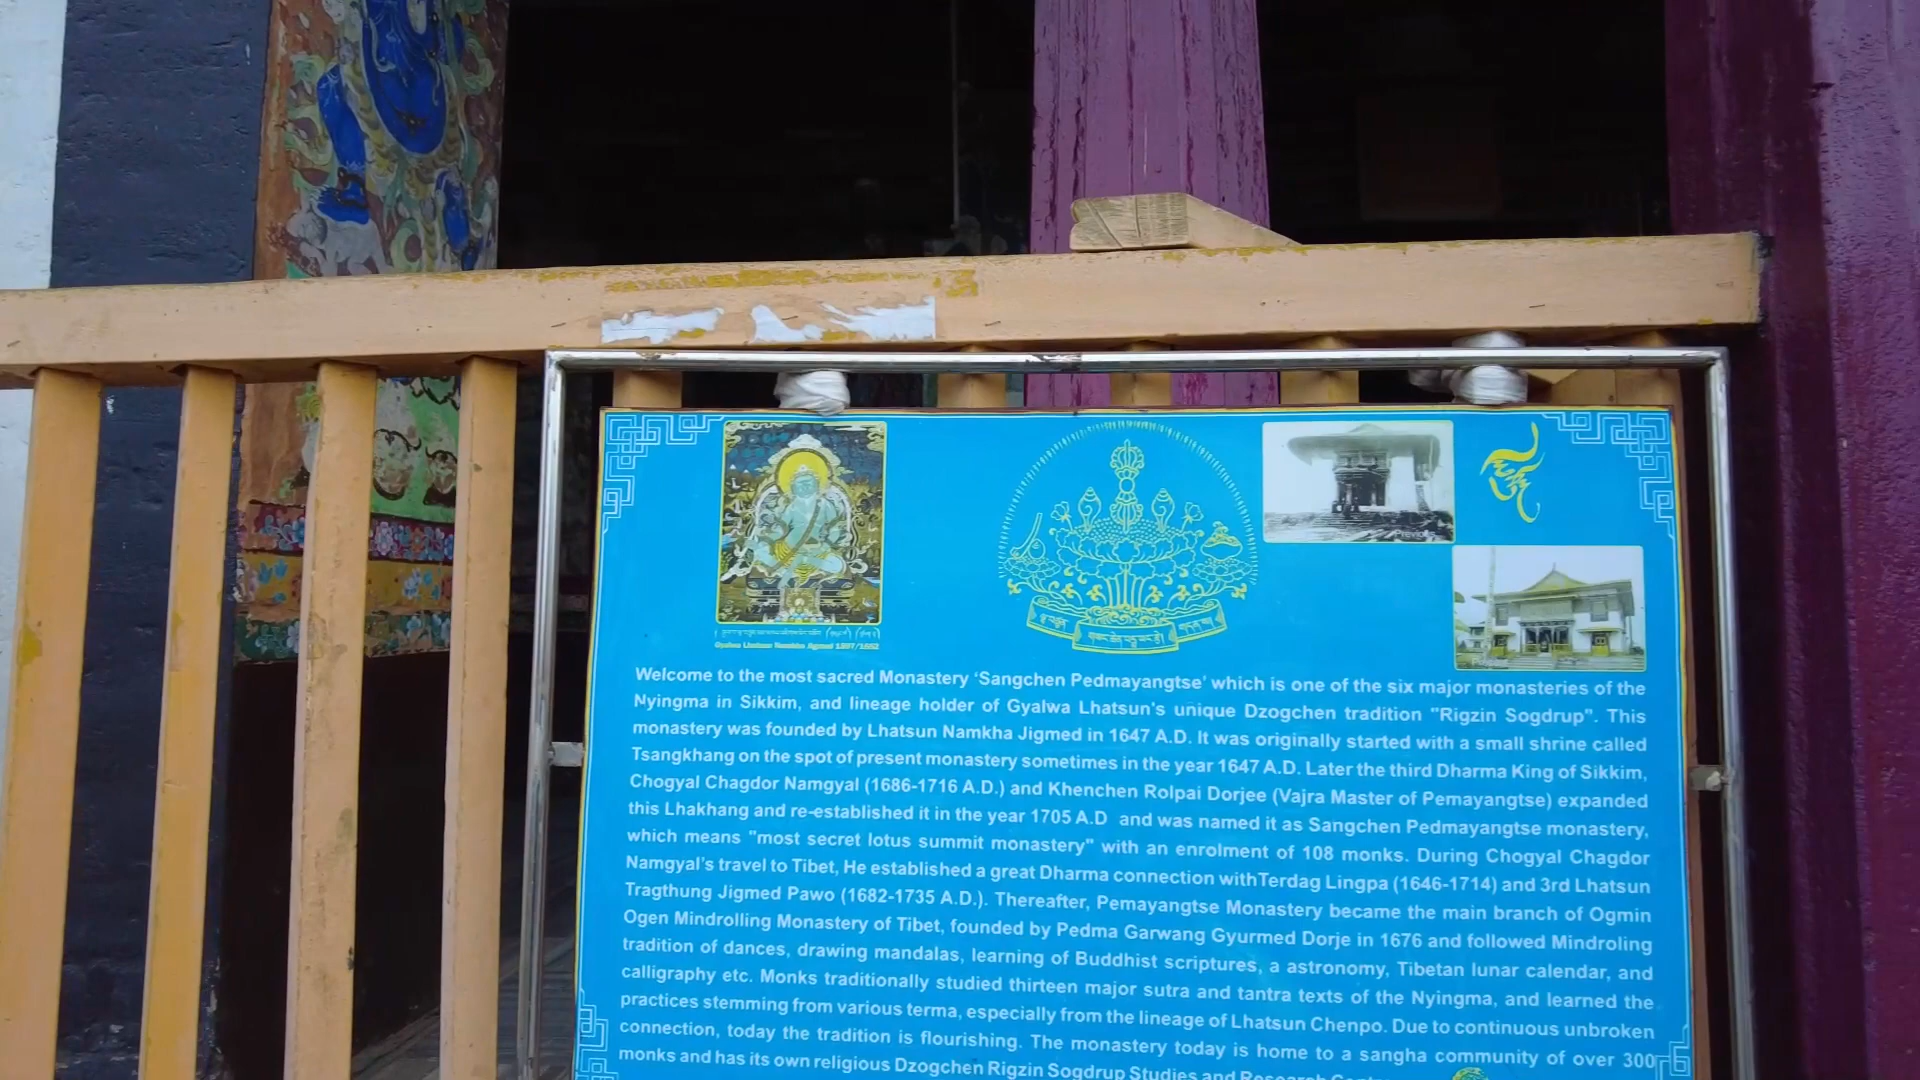 Previous
Gyalwa Lhatsun Namkha Jigmed 1597/1652
Welcome to the most sacred Monastery ‘Sangchen Pedmayangtse’ which is one of the six major monasteries of the
Nyingma in Sikkim, and lineage holder of Gyalwa Lhatsun's unique Dzogchen tradition "Rigzin Sogdrup". This
monastery was founded by Lhatsun Namkha Jigmed in 1647 A.D. It was originally started with a small shrine called
Tsangkhang on the spot of present monastery sometimes in the year 1647 A.D. Later the third Dharma King of Sikkim,
Chogyal Chagdor Namgyal (1686-1716 A.D.) and Khenchen Rolpai Dorjee (Vajra Master of Pemayangtse) expanded
this Lhakhang and re-established it in the year 1705 A.D and was named it as Sangchen Pedmayangtse monastery,
which means "most secret lotus summit monastery" with an enrolment of 108 monks. During Chogyal Chagdor
Namgyal's travel to Tibet, He established a great Dharma connection withTerdag Lingpa (1646-1714) and 3rd Lhatsun
Tragthung Jigmed Pawo (1682-1735 A.D.). Thereafter, Pemayangtse Monastery became the main branch of Ogmin
Ogen Mindrolling Monastery of Tibet, founded by Pedma Garwang Gyurmed Dorje in 1676 and followed Mindroling
tradition of dances, drawing mandalas, learning of Buddhist scriptures, a astronomy, Tibetan lunar calendar, and
calligraphy etc. Monks traditionally studied thirteen major sutra and tantra texts of the Nyingma, and learned the
practices stemming from various terma, especially from the lineage of Lhatsun Chenpo. Due to continuous unbroken
connection, today the tradition is flourishing. The monastery today is home to a sangha community of over 300
monks and has its own religious Dzogchen Rigzin Sogdrup Studies and Research